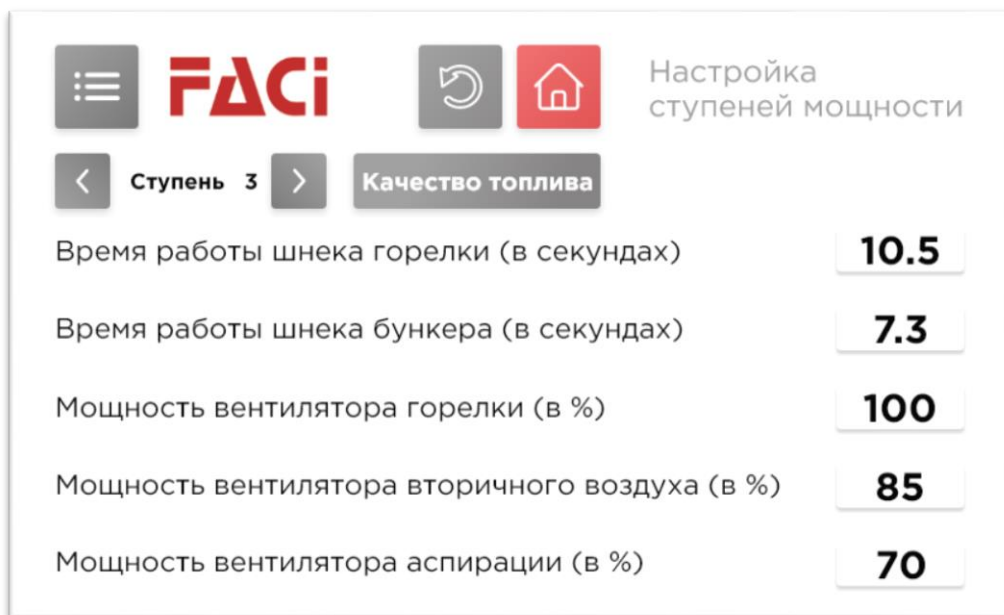 FACi
Настройка
ступеней мощности
Ступень 3
Качество топлива
Время работы шнека горелки (в секундах) 10.5
Время работы шнека бункера (в секундах) 7.3
Мощность вентилятора горелки (в %) 100
Мощность вентилятора вторичного воздуха (в %) 85
Мощность вентилятора аспирации (в %) 70